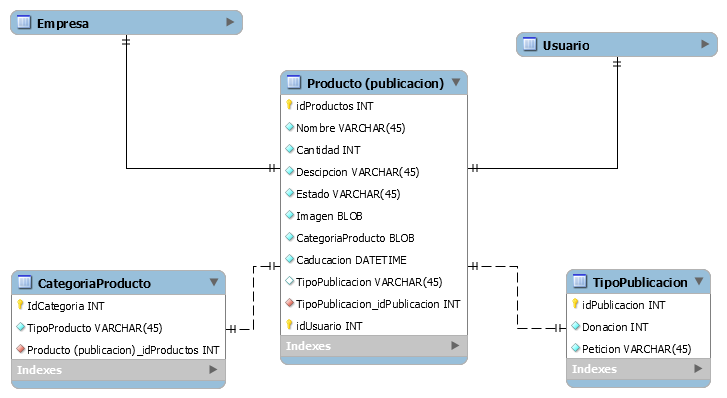 Empresa
Usuario
Producto (publicacion)
idProductos INT
Nombre VARCHAR(45)
Cantidad INT
Descipcion VARCHAR(45)
Estado VARCHAR(45)
Imagen BLOB
CategoriaProducto BLOB
Caducacion DATETIME
TipoPublicacion VARCHAR(45)
TipoPublicacion_idPublicacion INT
idUsuario INT
Indexes
CategoriaProducto
IdCategoria INT
TipoProducto VARCHAR(45)
Producto (publicacion)_idProductos INT
Indexes
TipoPublicacion
idPublicacion INT
Donacion INT
Peticion VARCHAR(45)
Indexes